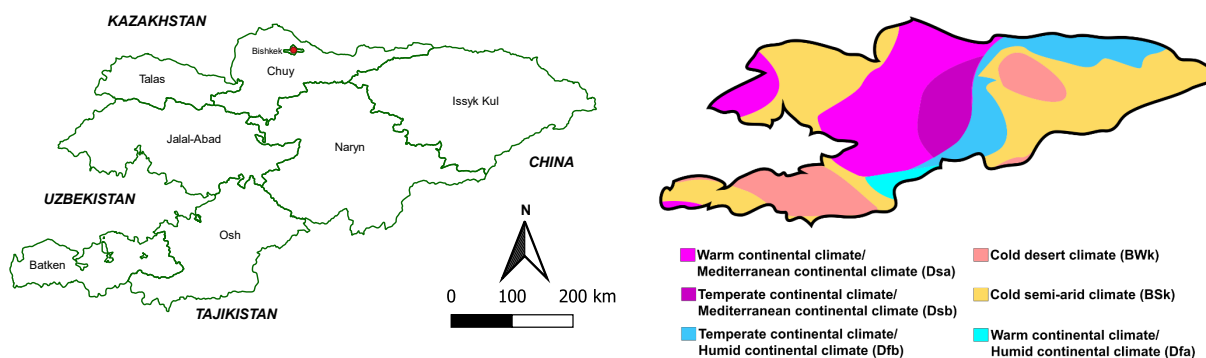 KAZAKHSTAN
Bishkek
Chuy
Talas
Issyk Kul
Jalal-Abad
Naryn
CHINA
UZBEKISTAN
Osh
Batken
TAJIKISTAN
N
0 100 200 km
Warm continental climate/
Mediterranean continental climate (Dsa)
Temperate continental climate/
Mediterranean continental climate (Dsb)
Temperate continental climate/
Humid continental climate (Dfb)
Cold desert climate (BWk)
Cold semi-arid climate (BSk)
Warm continental climate/
Humid continental climate (Dfa)